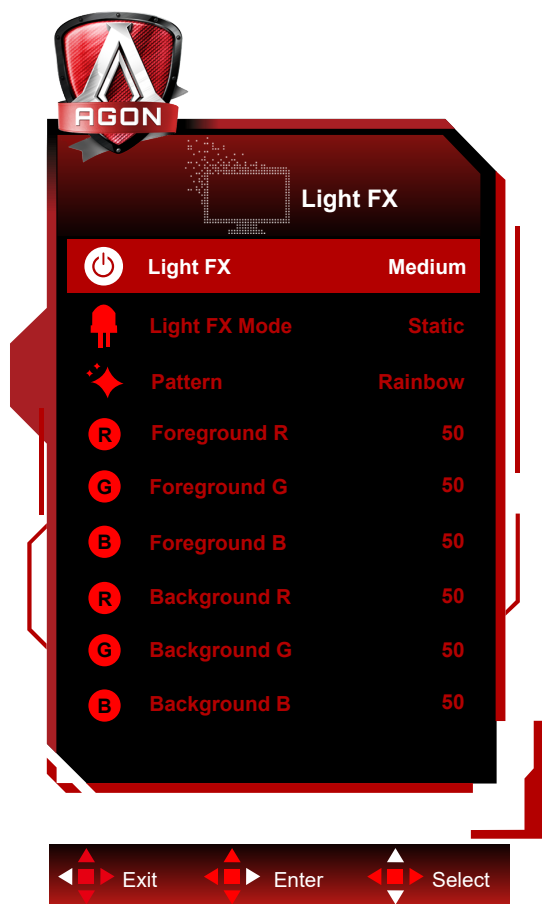 AGON
Light FX
Light FX Medium
Light FX Mode Static
Pattern Rainbow
R Foreground R 50
G Foreground G 50
B Foreground B 50
R Background R 50
G Background G 50
B Background B 50
Exit Enter Select